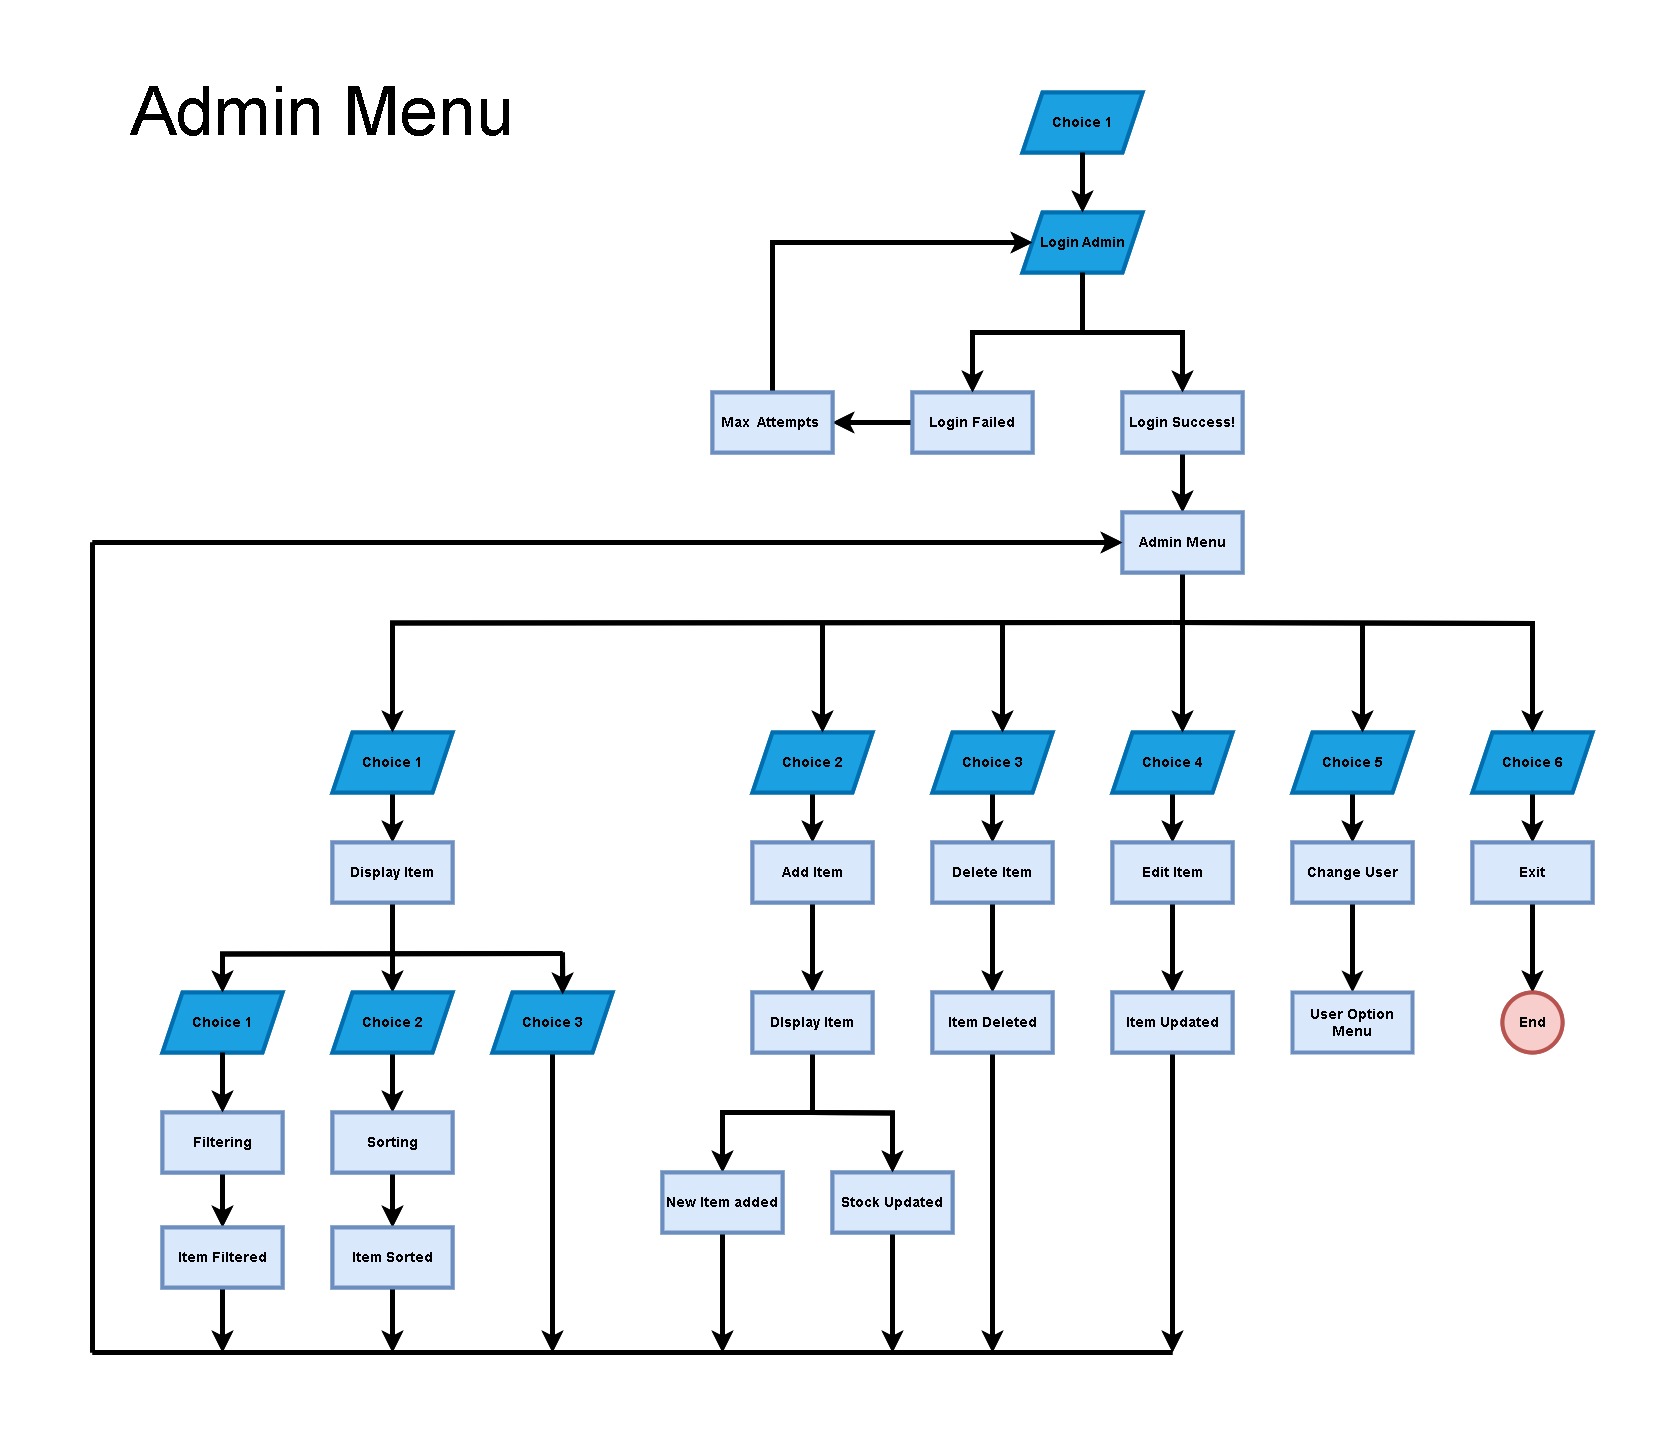 Admin Menu
Choice 1
Login Admin
Max Attempts
Login Failed
Login Success!
Admin Menu
Choice 1
Choice 2
Choice 3
Choice 4
Choice 5
Choice 6
Display Item
Add Item
Delete Item
Edit Item
Change User
Exit
Choice 1
Choice 2
Choice 3
DIsplay Item
Item Deleted
Item Updated
User Option
Menu
End
Filtering
Sorting
New Item added
Stock Updated
Item Filtered
Item Sorted